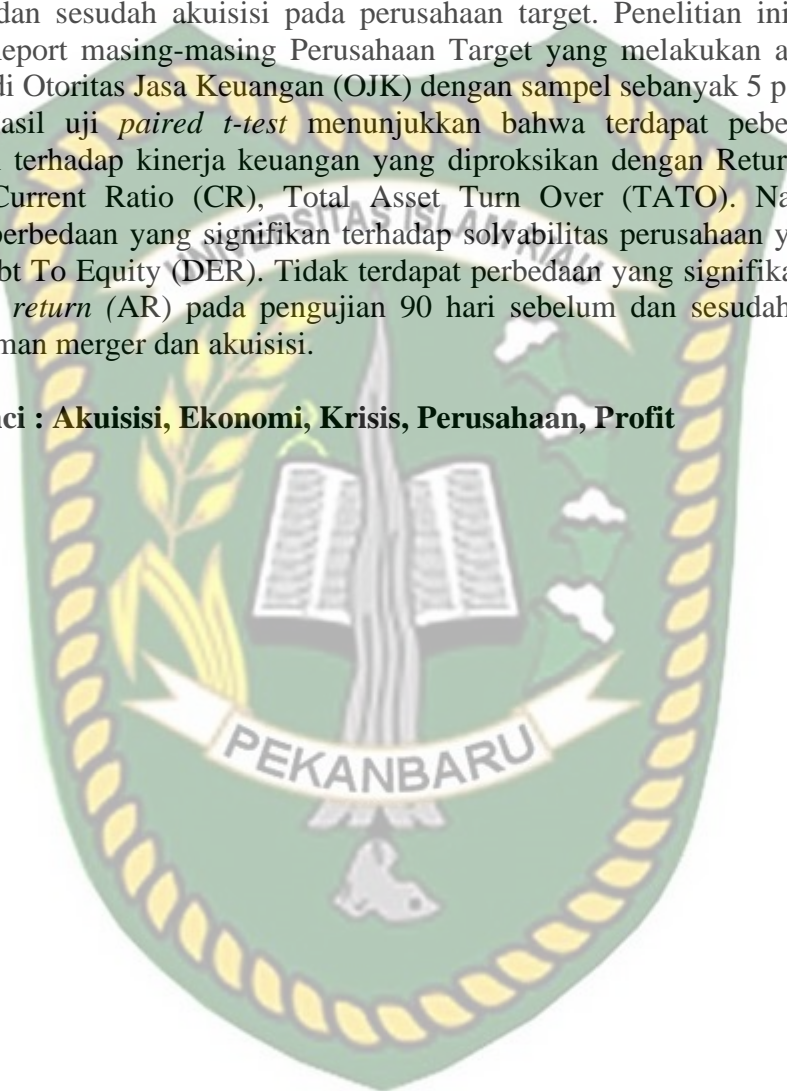 dan sesudah akuisisi pada perusahaan target. Penelitian ini
eport masing-masing Perusahaan Target yang melakukan a
di Otoritas Jasa Keuangan (OJK) dengan sampel sebanyak 5 p
asil uji paired t-test menunjukkan bahwa terdapat pebe
terhadap kinerja keuangan yang diproksikan dengan Retur
Current Ratio (CR), Total Asset Turn Over (TATO). Na
perbedaan yang signifikan terhadap solvabilitas perusahaan y
bt To Equity (DER). Tidak terdapat perbedaan yang signifika
return (AR) pada pengujian 90 hari sebelum dan sesudah
man merger dan akuisisi.
nci : Akuisisi, Ekonomi, Krisis, Perusahaan, Profit
UNIVERSITAS ISLAM RIAU
PEKANBARU